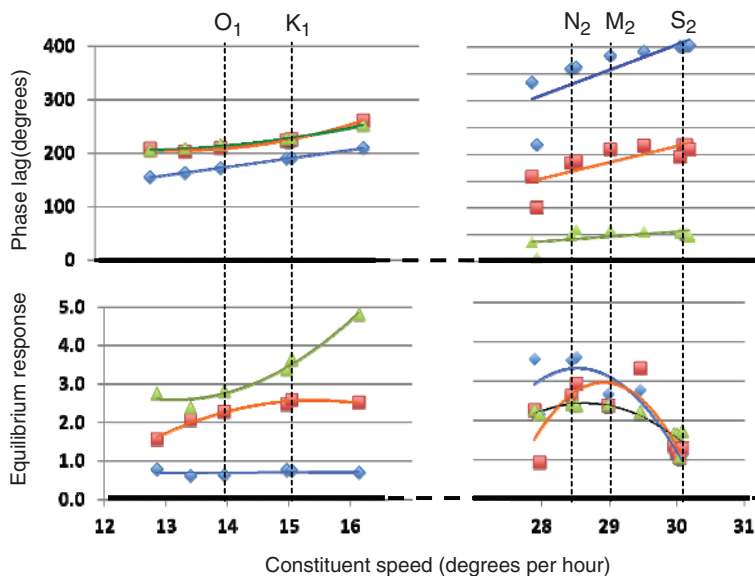 O₁ K₁ N₂ M₂ S₂
Phase lag(degrees)
400
300
200
100
0
Equilibrium response
5.0
4.0
3.0
2.0
1.0
0.0
12 13 14 15 16 28 29 30 31
Constituent speed (degrees per hour)